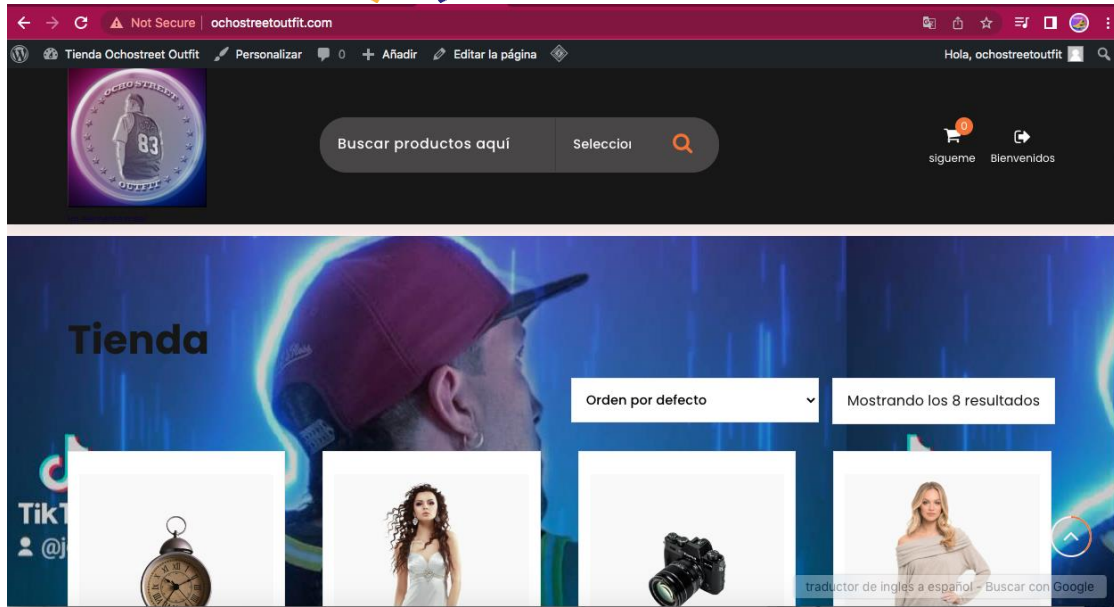 Not Secure | ochostreetoutfit.com
Tienda Ochostreet Outfit Personalizar 0 Añadir Editar la página Hola, ochostreetoutfit
OCHO STREET
83
OUTFIT
Buscar productos aquí Seleccioı
0
sigueme Bienvenidos
Tienda
Orden por defecto Mostrando los 8 resultados
TikT
@j
traductor de ingles a español - Buscar con Google